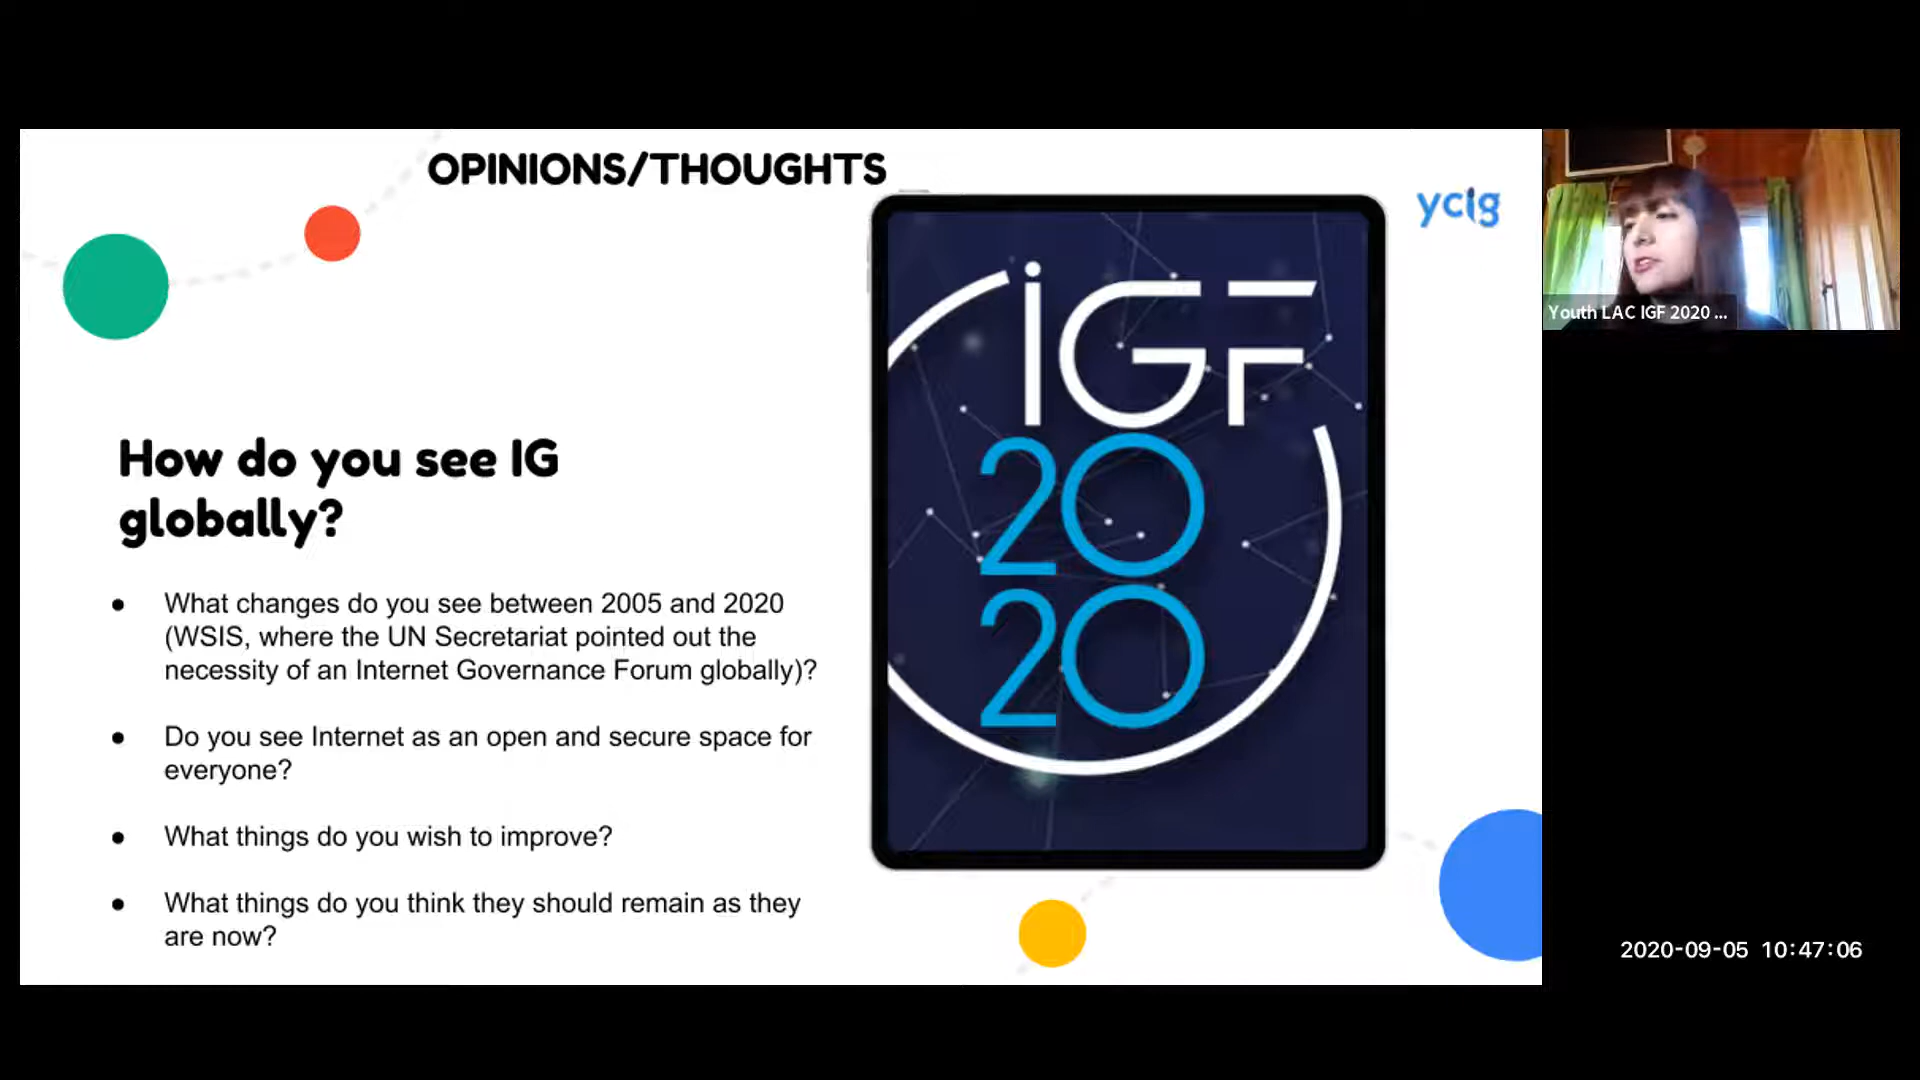 OPINIONS/THOUGHTS
ycig
iGF
20
20
How do you see IG
globally?
What changes do you see between 2005 and 2020
(WSIS, where the UN Secretariat pointed out the
necessity of an Internet Governance Forum globally)?
Do you see Internet as an open and secure space for
everyone?
What things do you wish to improve?
What things do you think they should remain as they
are now?
Youth LAC IGF 2020 ...
2020-09-05 10:47:06